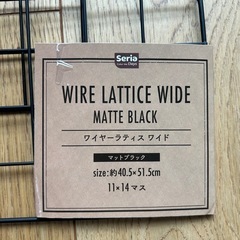 Seria
WIRE LATTICE WIDE
MATTE BLACK
ワイヤーラティス ワイド
マットブラック
size:約40.5×51.5cm
11×14マス